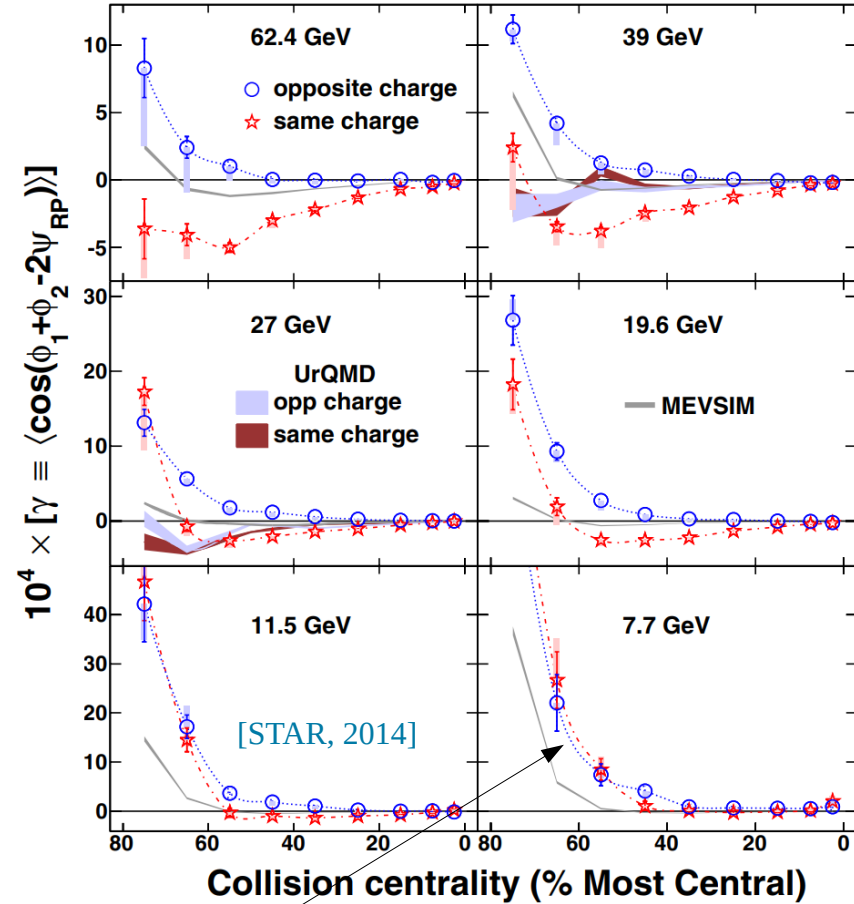 10⁴ × [γ ≡ ⟨cos(ϕ₁+ϕ₂-2ψ_RP)⟩]
10
5
0
-5
62.4 GeV
opposite charge
same charge
39 GeV
30
20
10
0
27 GeV
UrQMD
opp charge
same charge
19.6 GeV
MEVSIM
40
30
20
10
0
11.5 GeV
[STAR, 2014]
7.7 GeV
80 60 40 20 0 80 60 40 20 0
Collision centrality (% Most Central)